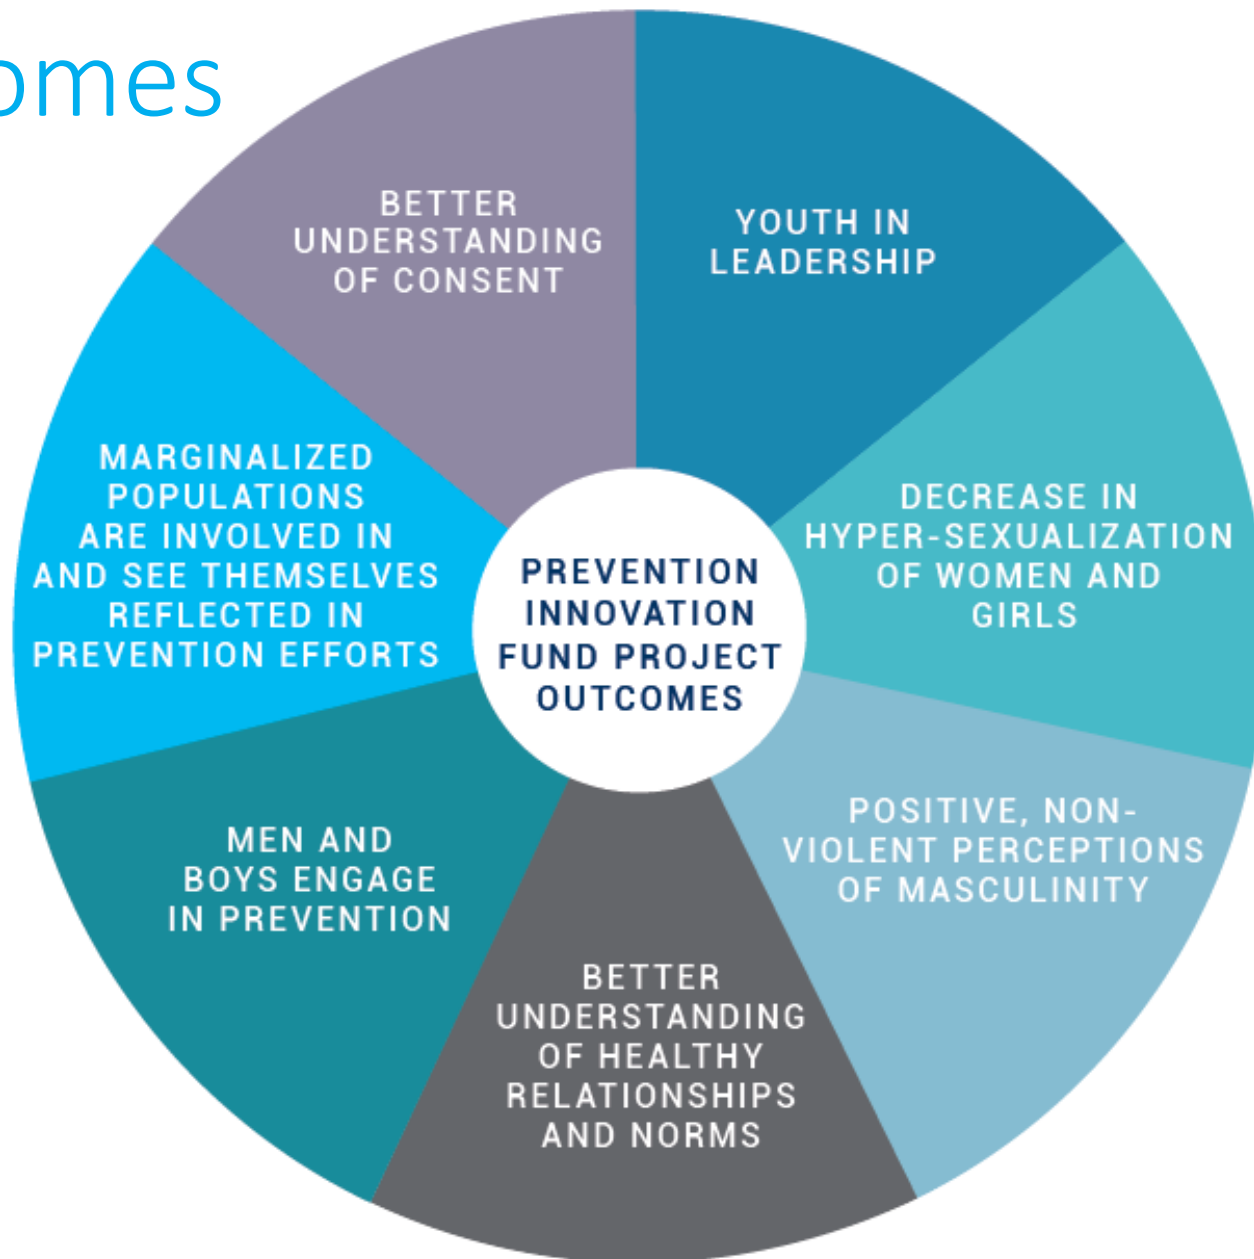 omes
BETTER
UNDERSTANDING
OF CONSENT
YOUTH IN
LEADERSHIP
MARGINALIZED
POPULATIONS
ARE INVOLVED IN
AND SEE THEMSELVES
REFLECTED IN
PREVENTION EFFORTS
DECREASE IN
HYPER-SEXUALIZATION
OF WOMEN AND
GIRLS
PREVENTION
INNOVATION
FUND PROJECT
OUTCOMES
MEN AND
BOYS ENGAGE
IN PREVENTION
POSITIVE, NON-
VIOLENT PERCEPTIONS
OF MASCULINITY
BETTER
UNDERSTANDING
OF HEALTHY
RELATIONSHIPS
AND NORMS